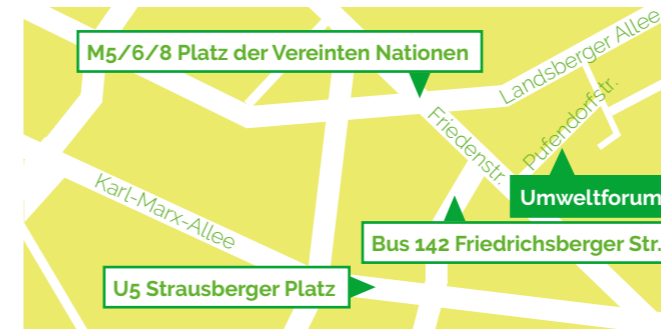 M5/6/8 Platz der Vereinten Nationen
Landsberger Allee
Friedenstr.
Pufendorfstr.
Karl-Marx-Allee
Umweltforum
Bus 142 Friedrichsberger Str.
U5 Strausberger Platz